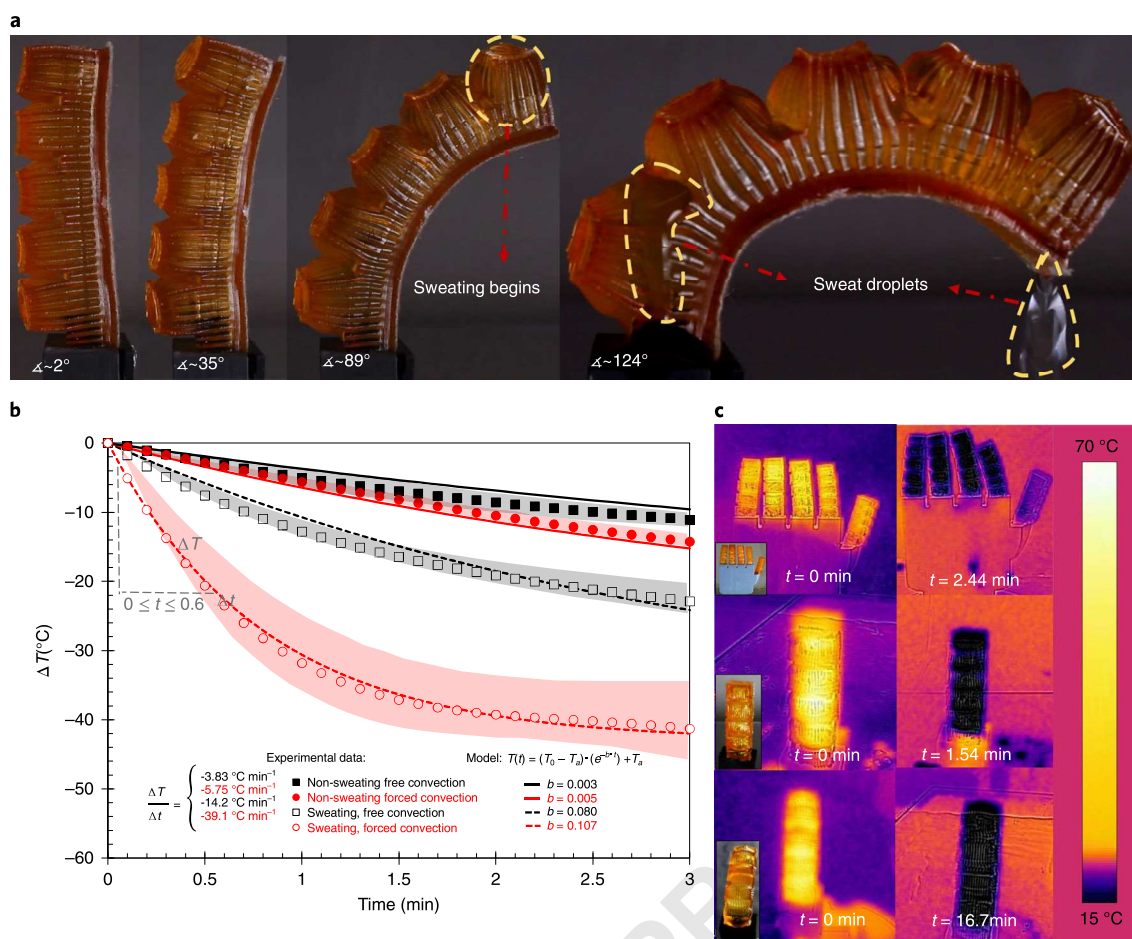 a
∡~2°
∡~35°
∡~89°
Sweating begins
∡~124°
Sweat droplets
b
0
–10
–20
–30
–40
–50
–60
ΔT(°C)
ΔT
0 ≤ t ≤ 0.6
Δt
ΔT
Δt
=
-3.83 °C min⁻¹
-5.75 °C min⁻¹
-14.2 °C min⁻¹
-39.1 °C min⁻¹
Experimental data:
Non-sweating free convection
Non-sweating forced convection
Sweating, free convection
Sweating, forced convection
Model: T(t) = (T₀ – Tₐ)•(e⁻ᵇ•ᵗ) +Tₐ
b = 0.003
b = 0.005
b = 0.080
b = 0.107
0
0.5
1
1.5
2
2.5
3
Time (min)
c
t = 0 min
t = 2.44 min
t = 0 min
t = 1.54 min
t = 0 min
t = 16.7min
70 °C
15 °C